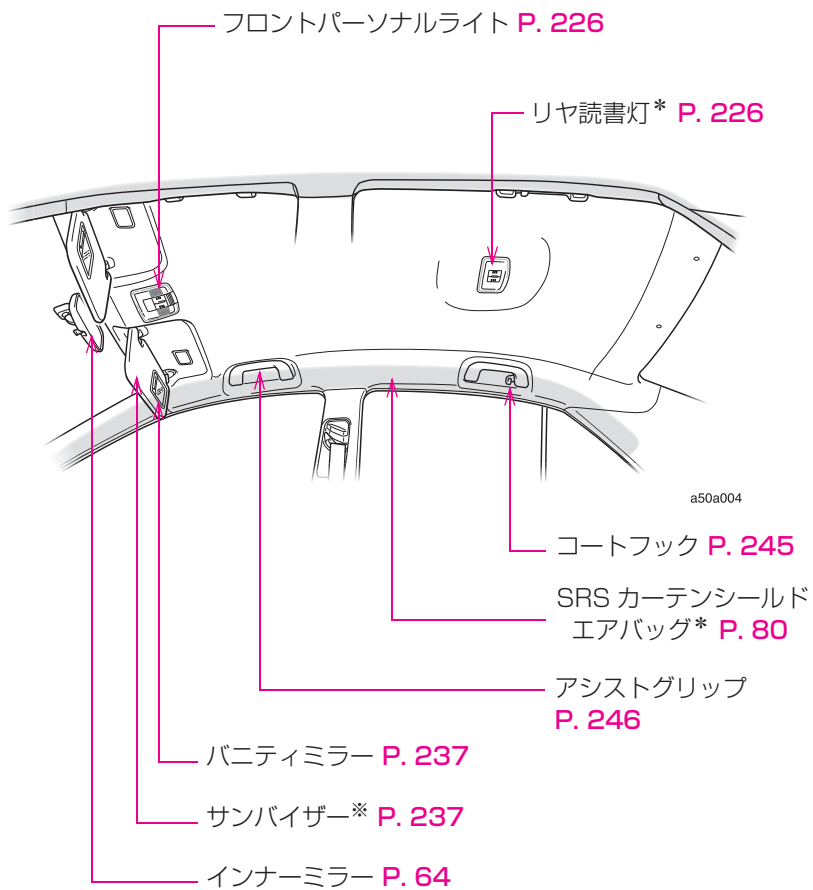 フロントパーソナルライト P. 226
リヤ読書灯* P. 226
a50a004
コートフック P. 245
SRS カーテンシールド
エアバッグ* P. 80
アシストグリップ
P. 246
バニティミラー P. 237
サンバイザー※ P. 237
インナーミラー P. 64